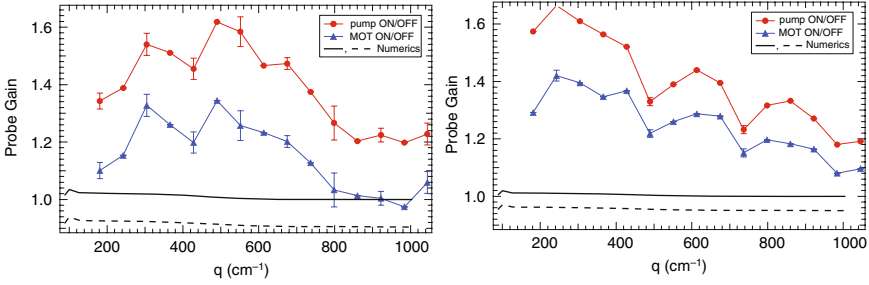 pump ON/OFF
MOT ON/OFF
, Numerics
1.6
1.4
1.2
1.0
Probe Gain
200 400 600 800 1000
q (cm⁻¹)
pump ON/OFF
MOT ON/OFF
, Numerics
1.6
1.4
1.2
1.0
Probe Gain
200 400 600 800 1000
q (cm⁻¹)